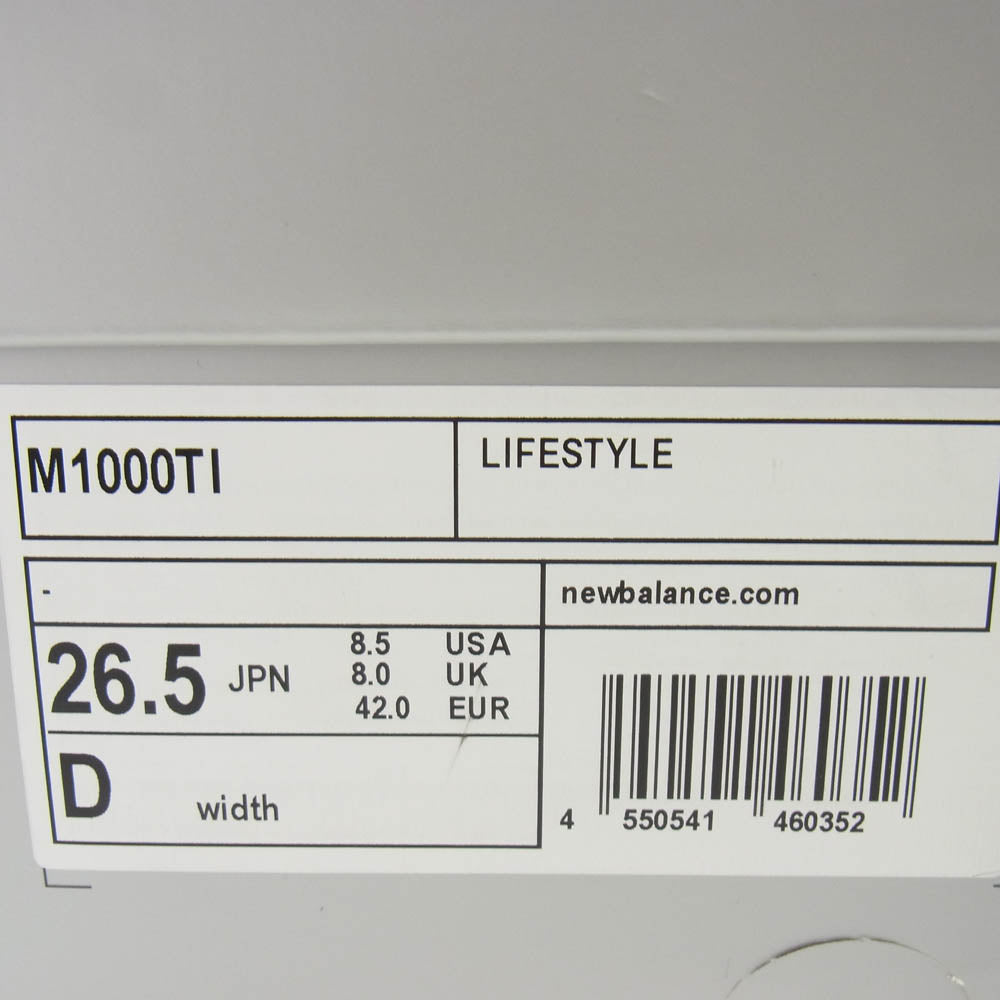 M1000TI
LIFESTYLE
-
newbalance.com
26.5 JPN
8.5 USA
8.0 UK
42.0 EUR
D width
4 550541 460352